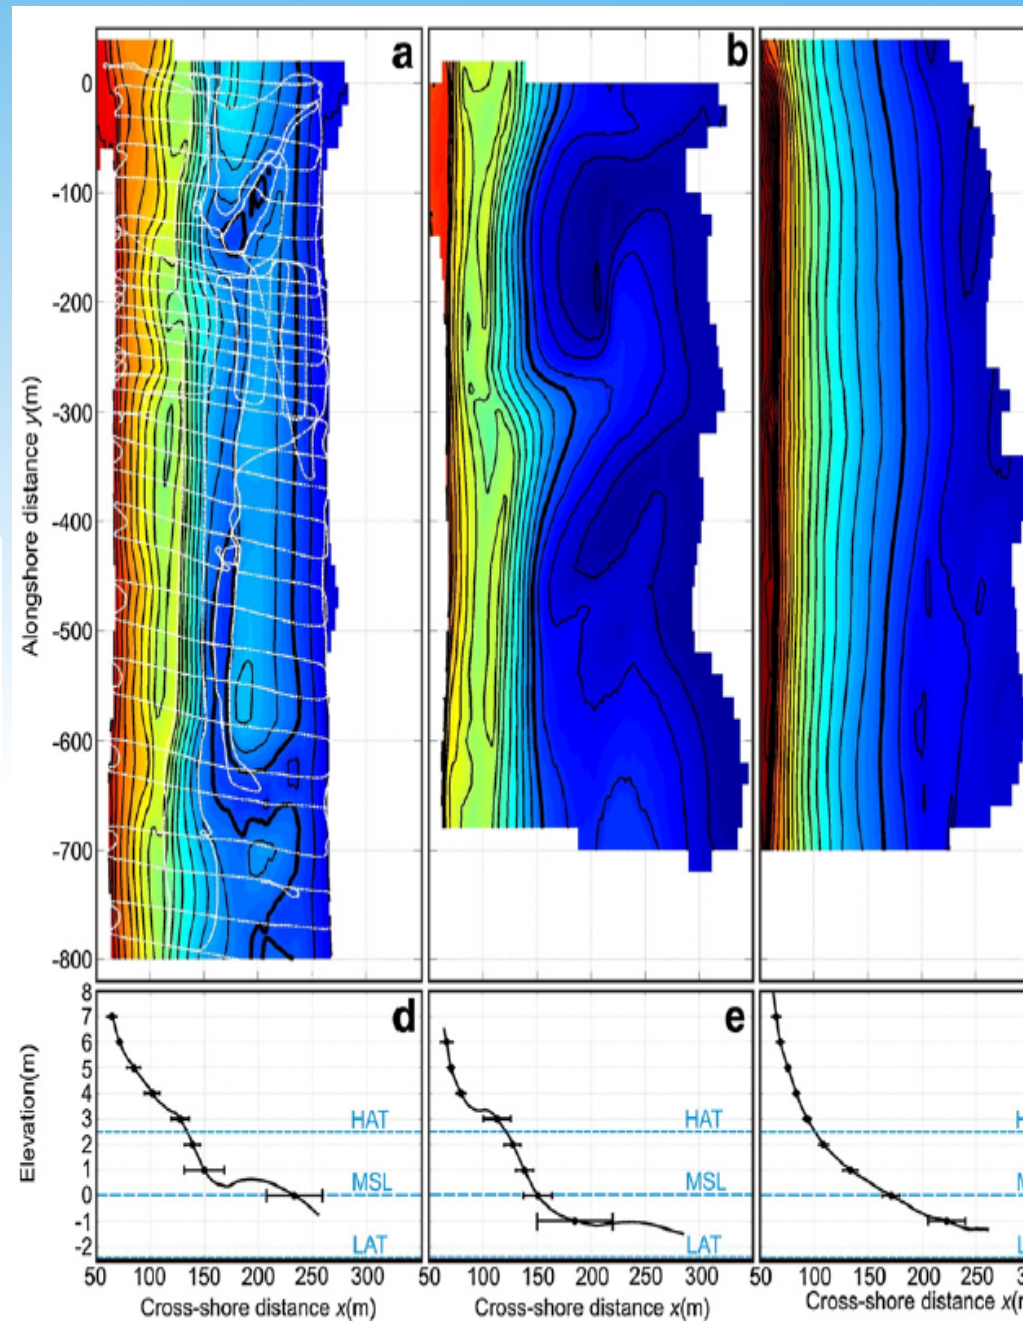 a
b
0
-100
-200
-300
-400
-500
-600
-700
-800
Alongshore distance y(m)
d
e
8
7
6
5
4
3
2
1
0
-1
-2
Elevation(m)
HAT
MSL
LAT
HAT
MSL
LAT
H
M
L
50 100 150 200 250 300
50 100 150 200 250 300
50 100 150 200 250 30
Cross-shore distance x(m)
Cross-shore distance x(m)
Cross-shore distance x(m